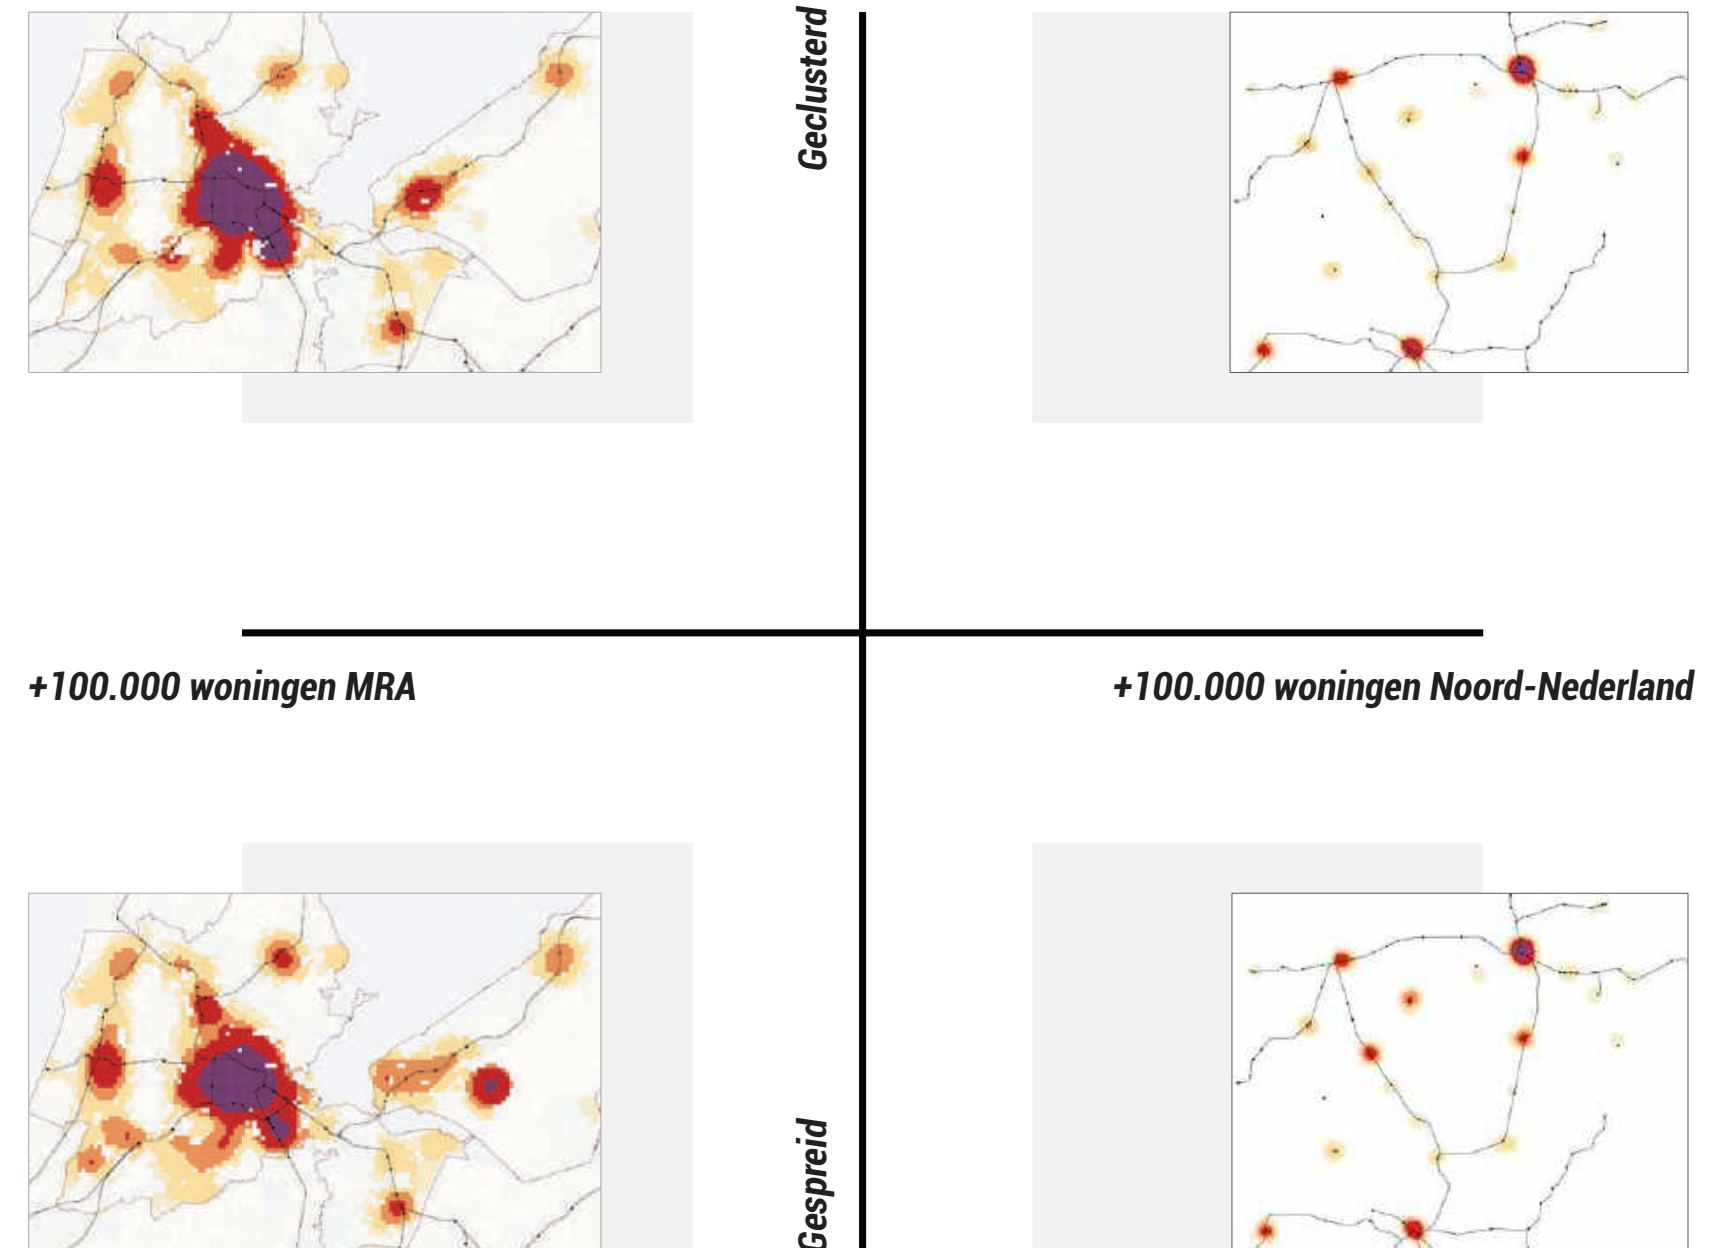 Geclusterd
+100.000 woningen MRA
+100.000 woningen Noord-Nederland
Gespreid